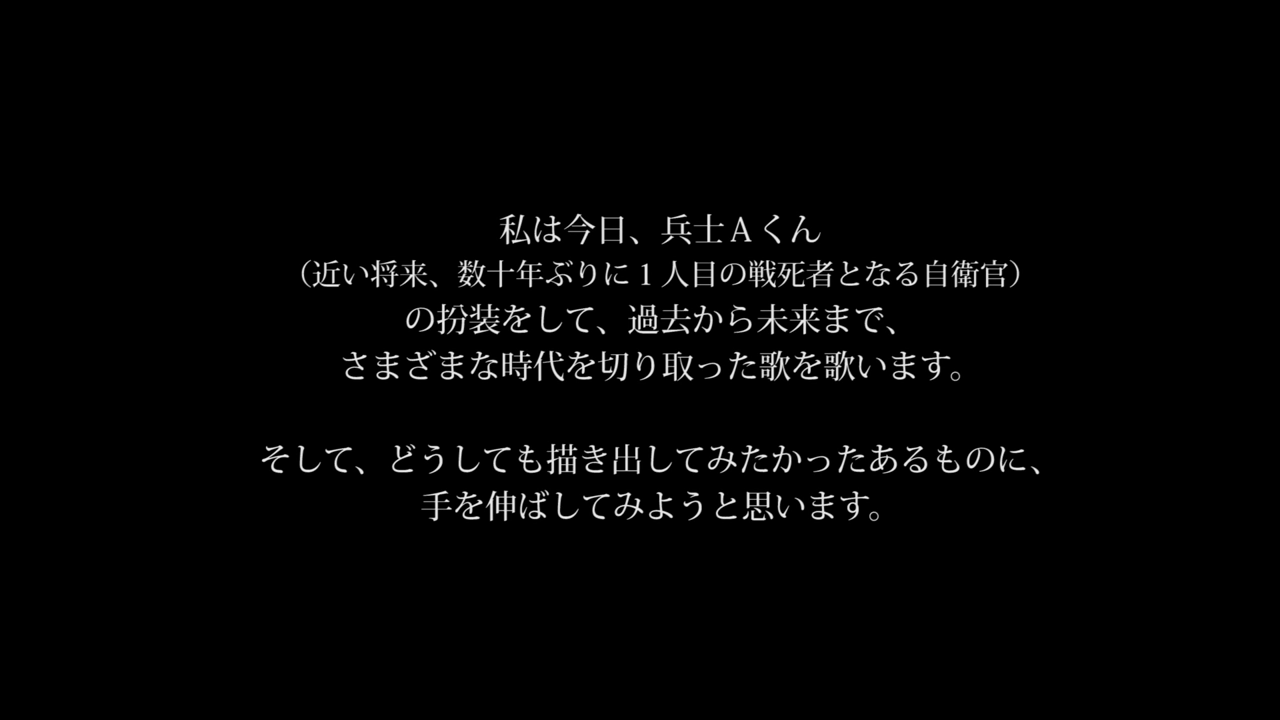 私は今日、兵士Ａくん
（近い将来、数十年ぶりに１人目の戦死者となる自衛官）
の扮装をして、過去から未来まで、
さまざまな時代を切り取った歌を歌います。
そして、どうしても描き出してみたかったあるものに、
手を伸ばしてみようと思います。